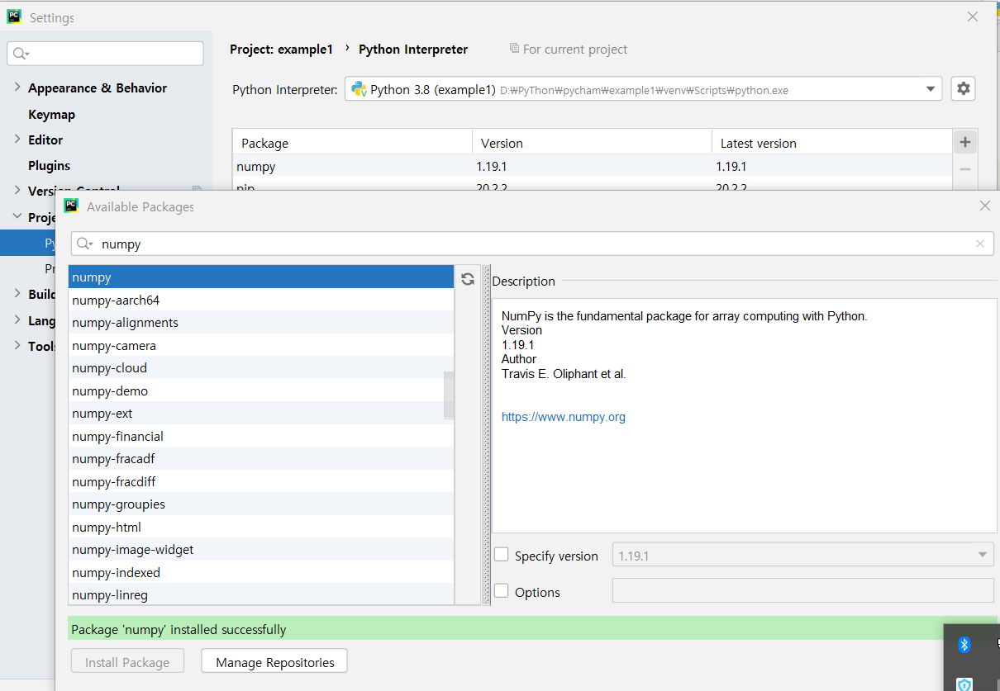 Settings
Project: example1 › Python Interpreter For current project
Python Interpreter: Python 3.8 (example1) D:₩PyThon₩pycham₩example1₩venv₩Scripts₩python.exe
Appearance & Behavior
Keymap
Editor
Plugins
Version Control
Package Version Latest version
numpy 1.19.1 1.19.1
pip 20.2.2 20.2.2
Proje
Py
Pr
Build
Lang
Tools
Available Packages
numpy
numpy
numpy-aarch64
numpy-alignments
numpy-camera
numpy-cloud
numpy-demo
numpy-ext
numpy-financial
numpy-fracadf
numpy-fracdiff
numpy-groupies
numpy-html
numpy-image-widget
numpy-indexed
numpy-linreg
Description
NumPy is the fundamental package for array computing with Python.
Version
1.19.1
Author
Travis E. Oliphant et al.
https://www.numpy.org
Specify version 1.19.1
Options
Package 'numpy' installed successfully
Install Package Manage Repositories